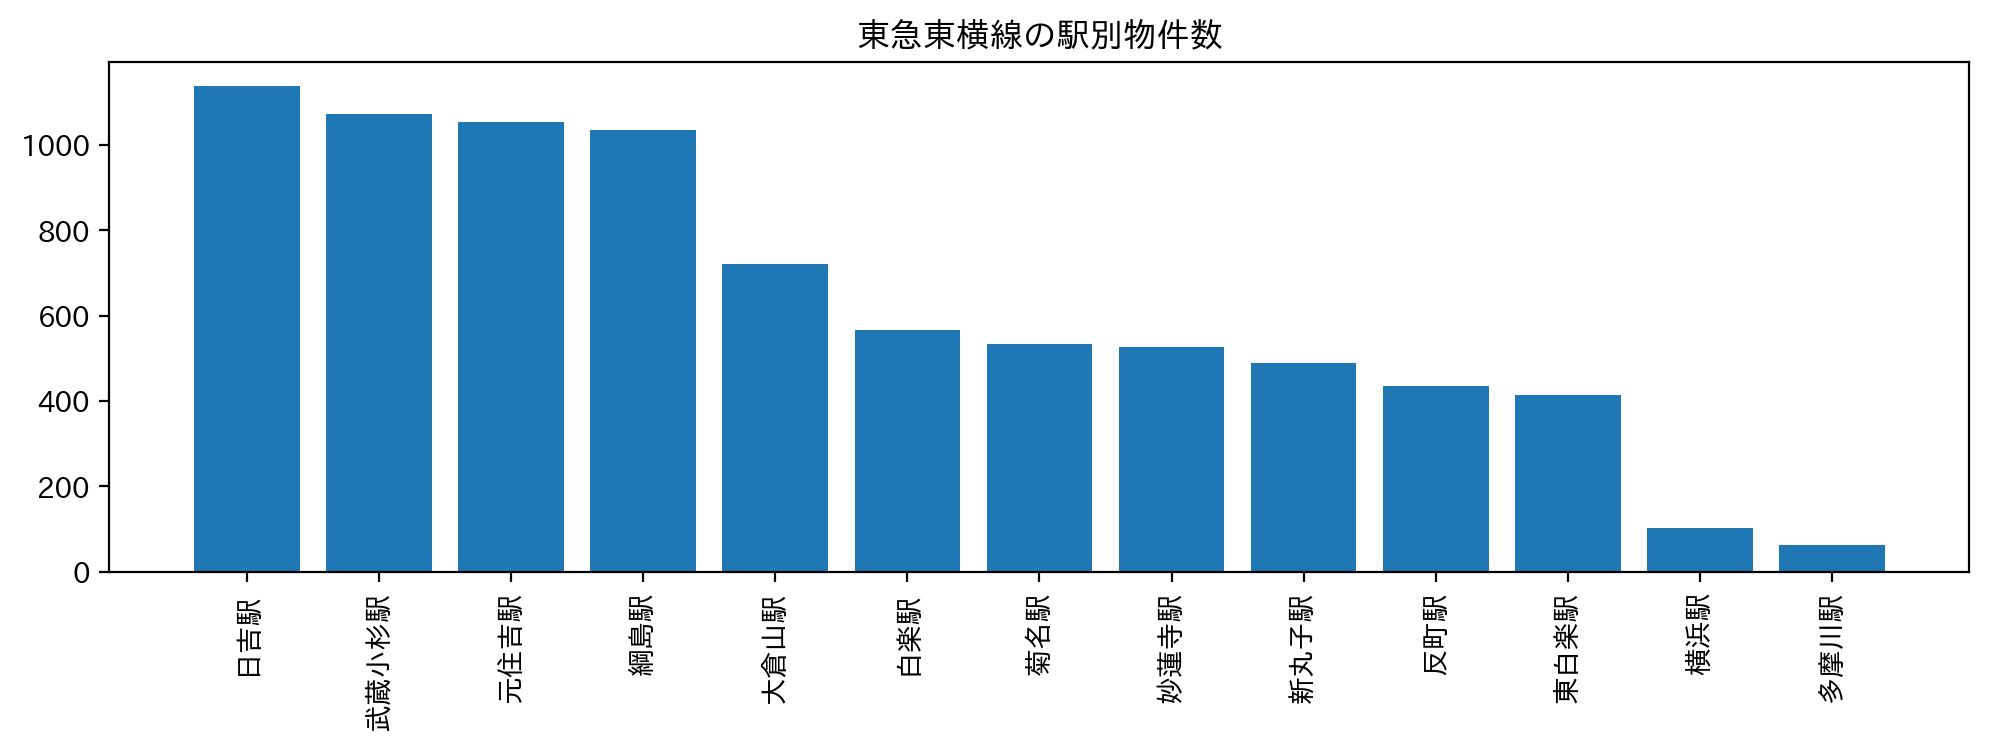 東急東横線の駅別物件数
1000
800
600
400
200
0
日吉駅
武蔵小杉駅
元住吉駅
綱島駅
大倉山駅
白楽駅
菊名駅
妙蓮寺駅
新丸子駅
反町駅
東白楽駅
横浜駅
多摩川駅